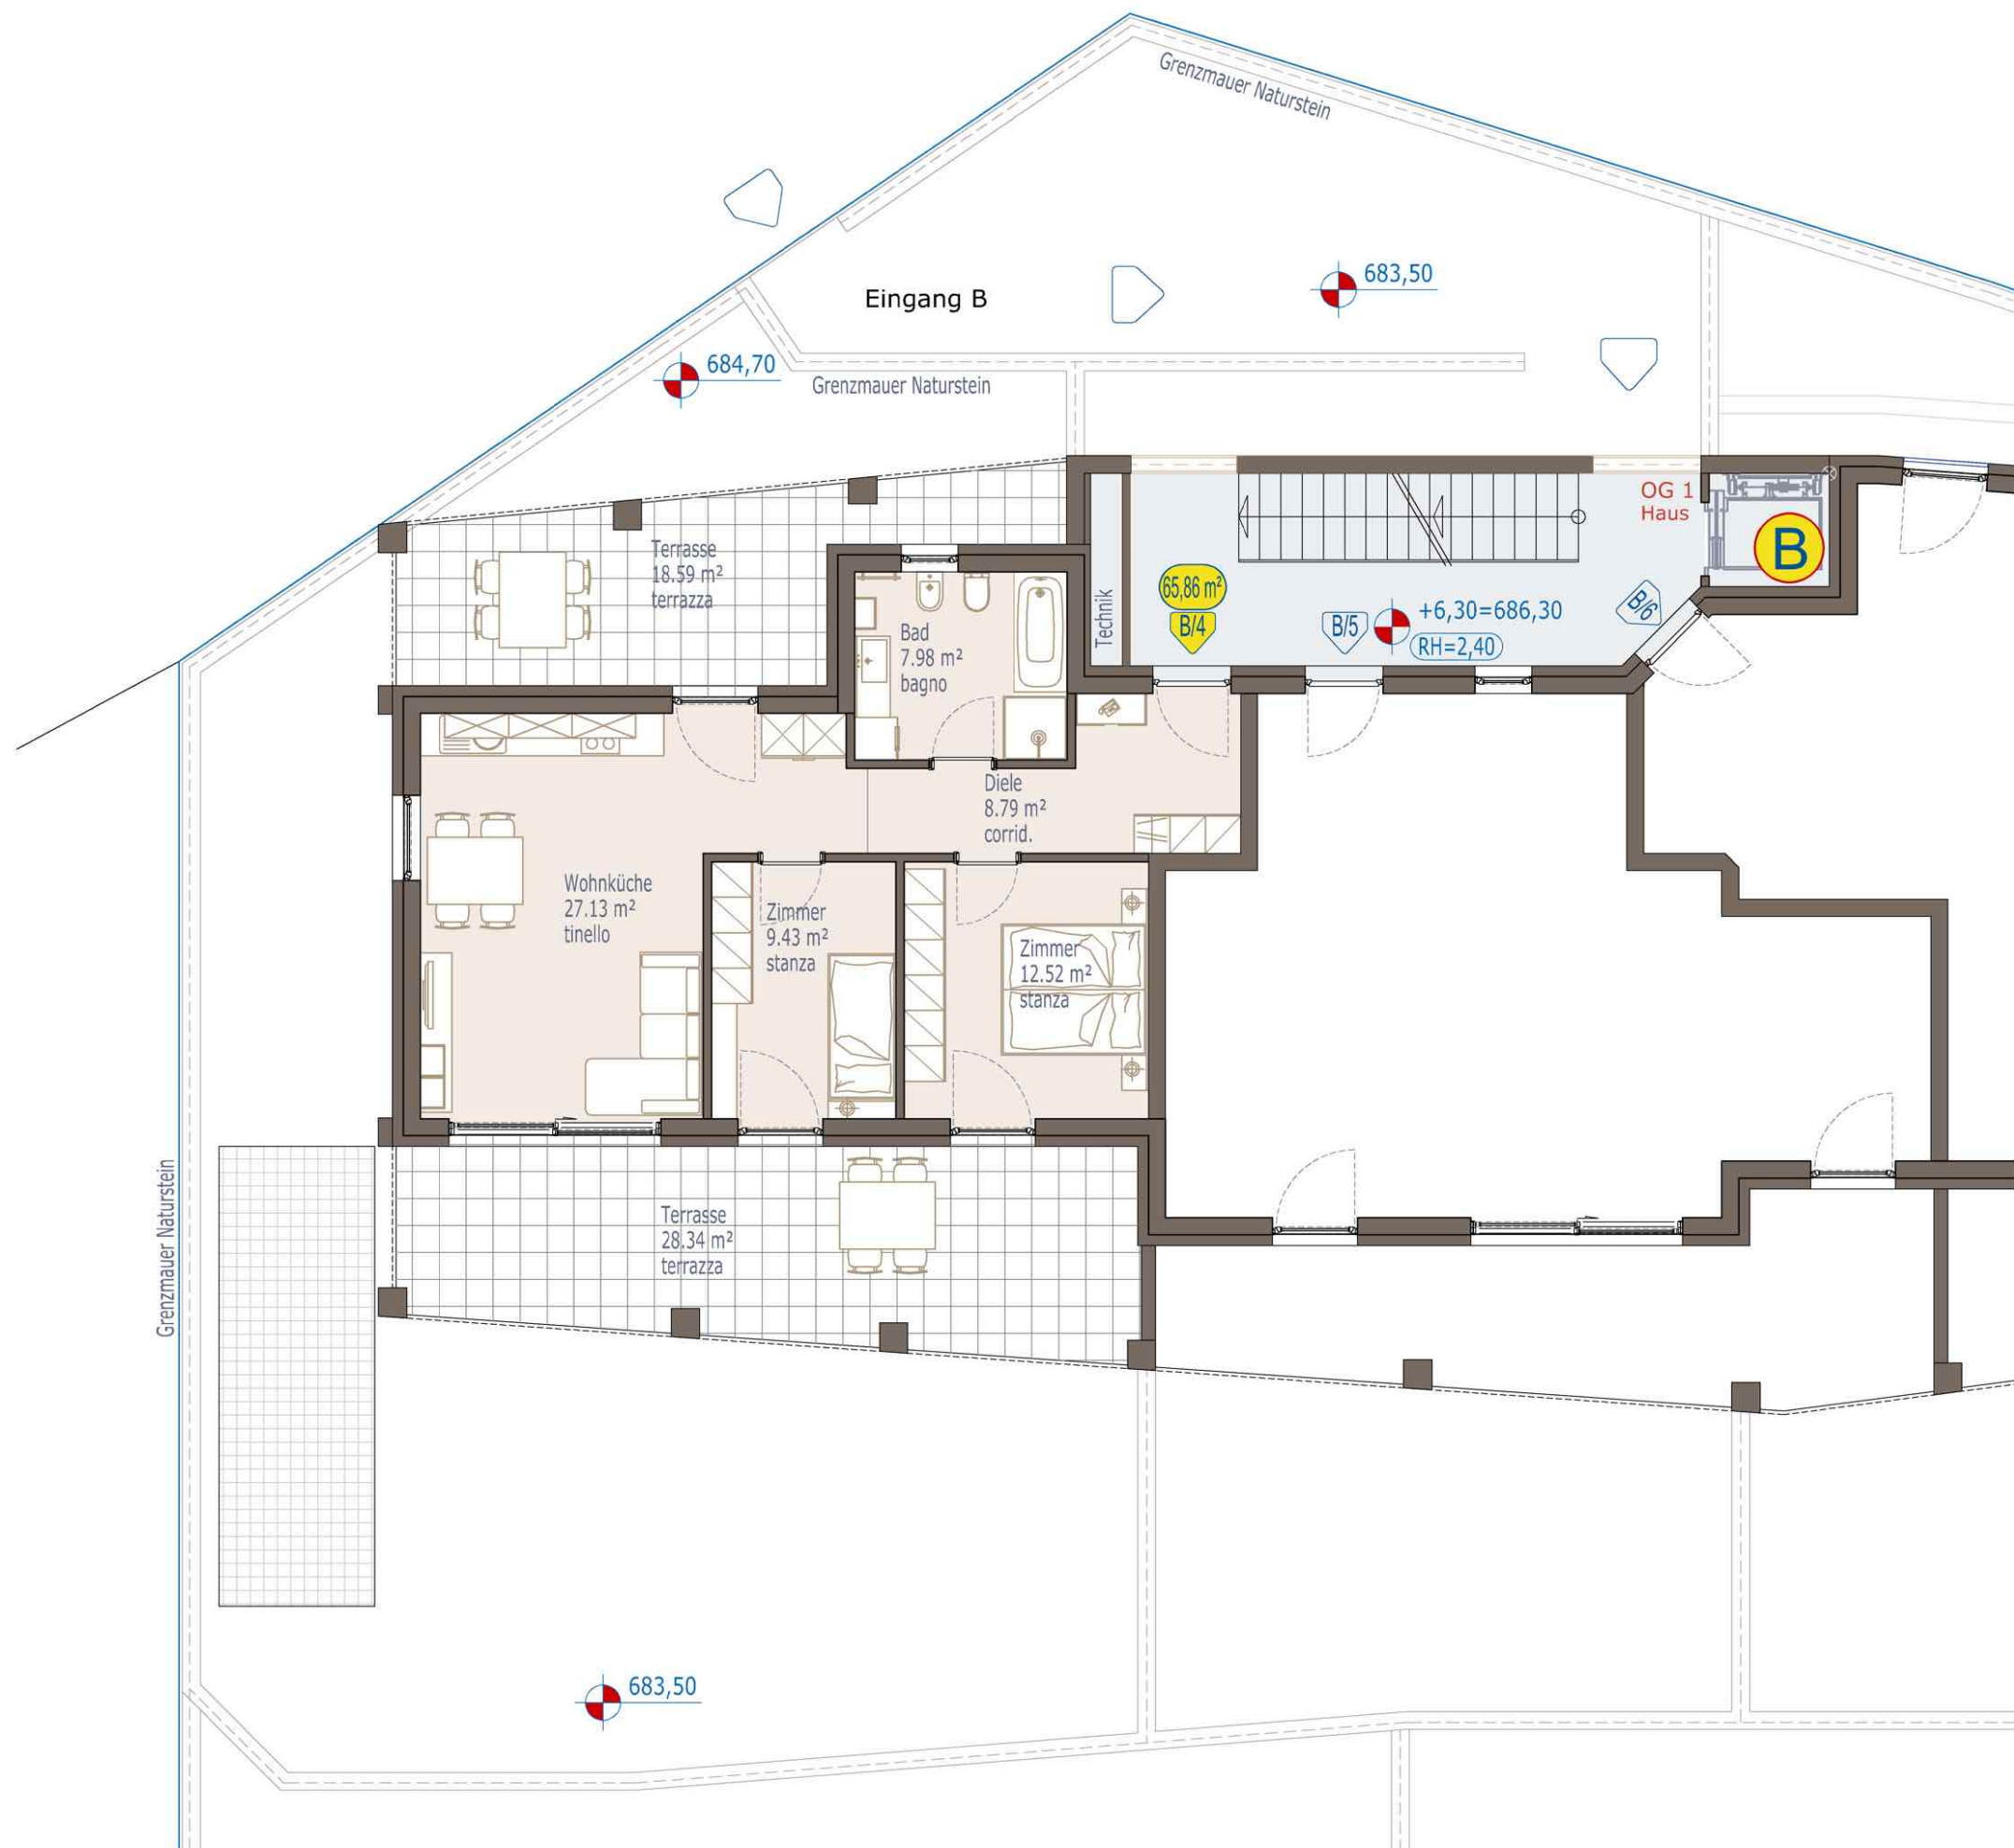 Grenzmauer Naturstein
683,50
Eingang B
684,70
Grenzmauer Naturstein
OG 1
Haus
B
Terrasse
18.59 m²
terrazza
Technik
65,86 m²
B/4
B/5
+6,30=686,30
RH=2,40
B/6
Bad
7.98 m²
bagno
Diele
8.79 m²
corrid.
Wohnküche
27.13 m²
tinello
Zimmer
9.43 m²
stanza
Zimmer
12.52 m²
stanza
Terrasse
28.34 m²
terrazza
Grenzmauer Naturstein
683,50